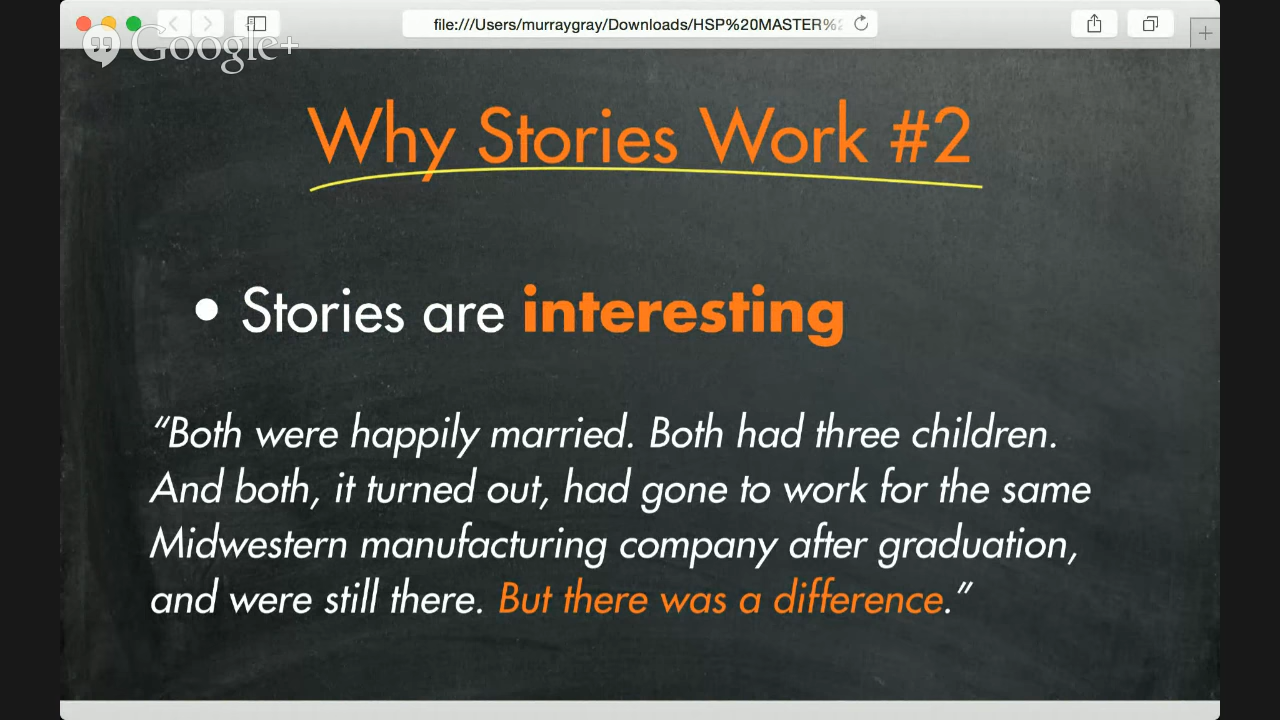 file:///Users/murraygray/Downloads/HSP%20MASTER%2
Google+
Why Stories Work #2
• Stories are interesting
“Both were happily married. Both had three children.
And both, it turned out, had gone to work for the same
Midwestern manufacturing company after graduation,
and were still there. But there was a difference.”